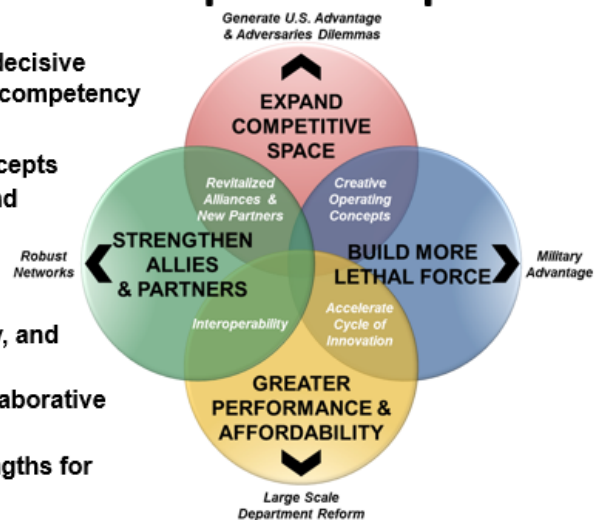 Generate U.S. Advantage
& Adversaries Dilemmas
decisive
competency
EXPAND
COMPETITIVE
SPACE
cepts
Revitalized
Alliances &
New Partners
Creative
Operating
Concepts
STRENGTHEN
ALLIES
& PARTNERS
BUILD MORE
LETHAL FORCE
Robust
Networks
Military
Advantage
Interoperability
Accelerate
Cycle of
Innovation
y, and
aborative
GREATER
PERFORMANCE &
AFFORDABILITY
gths for
Large Scale
Department Reform